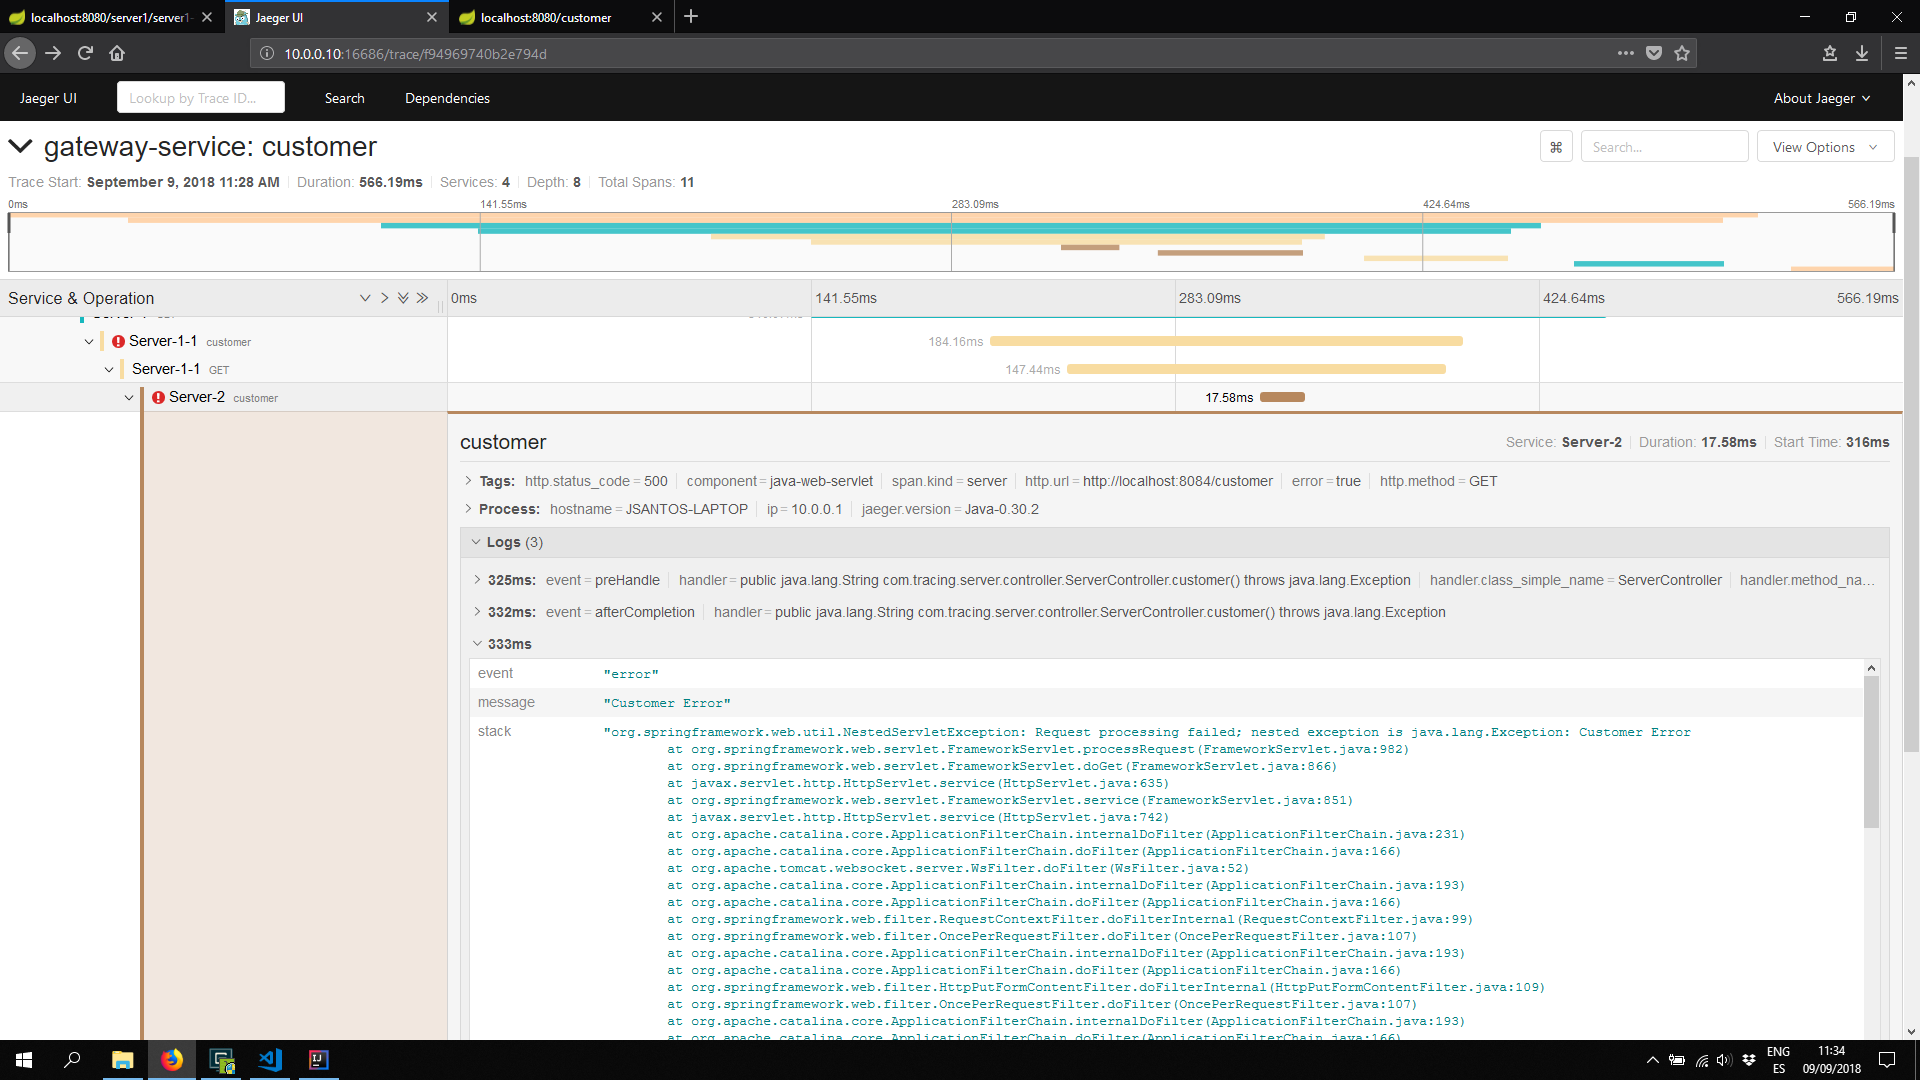 localhost:8080/server1/server1-
Jaeger UI
localhost:8080/customer
10.0.0.10:16686/trace/f94969740b2e794d
Jaeger UI
Lookup by Trace ID...
Search
Dependencies
About Jaeger
gateway-service: customer
⌘
Search...
View Options
Trace Start: September 9, 2018 11:28 AM Duration: 566.19ms Services: 4 Depth: 8 Total Spans: 11
0ms 141.55ms 283.09ms 424.64ms 566.19ms
Service & Operation 0ms 141.55ms 283.09ms 424.64ms 566.19ms
Server-1-1 customer 184.16ms
Server-1-1 GET 147.44ms
Server-2 customer 17.58ms
customer Service: Server-2 Duration: 17.58ms Start Time: 316ms
Tags: http.status_code = 500 component = java-web-servlet span.kind = server http.url = http://localhost:8084/customer error = true http.method = GET
Process: hostname = JSANTOS-LAPTOP ip = 10.0.0.1 jaeger.version = Java-0.30.2
Logs (3)
325ms: event = preHandle handler = public java.lang.String com.tracing.server.controller.ServerController.customer() throws java.lang.Exception handler.class_simple_name = ServerController handler.method_na...
332ms: event = afterCompletion handler = public java.lang.String com.tracing.server.controller.ServerController.customer() throws java.lang.Exception
333ms
event "error"
message "Customer Error"
stack "org.springframework.web.util.NestedServletException: Request processing failed; nested exception is java.lang.Exception: Customer Error
at org.springframework.web.servlet.FrameworkServlet.processRequest(FrameworkServlet.java:982)
at org.springframework.web.servlet.FrameworkServlet.doGet(FrameworkServlet.java:866)
at javax.servlet.http.HttpServlet.service(HttpServlet.java:635)
at org.springframework.web.servlet.FrameworkServlet.service(FrameworkServlet.java:851)
at javax.servlet.http.HttpServlet.service(HttpServlet.java:742)
at org.apache.catalina.core.ApplicationFilterChain.internalDoFilter(ApplicationFilterChain.java:231)
at org.apache.catalina.core.ApplicationFilterChain.doFilter(ApplicationFilterChain.java:166)
at org.apache.tomcat.websocket.server.WsFilter.doFilter(WsFilter.java:52)
at org.apache.catalina.core.ApplicationFilterChain.internalDoFilter(ApplicationFilterChain.java:193)
at org.apache.catalina.core.ApplicationFilterChain.doFilter(ApplicationFilterChain.java:166)
at org.springframework.web.filter.RequestContextFilter.doFilterInternal(RequestContextFilter.java:99)
at org.springframework.web.filter.OncePerRequestFilter.doFilter(OncePerRequestFilter.java:107)
at org.apache.catalina.core.ApplicationFilterChain.internalDoFilter(ApplicationFilterChain.java:193)
at org.apache.catalina.core.ApplicationFilterChain.doFilter(ApplicationFilterChain.java:166)
at org.springframework.web.filter.HttpPutFormContentFilter.doFilterInternal(HttpPutFormContentFilter.java:109)
at org.springframework.web.filter.OncePerRequestFilter.doFilter(OncePerRequestFilter.java:107)
at org.apache.catalina.core.ApplicationFilterChain.internalDoFilter(ApplicationFilterChain.java:193)
at org.apache.catalina.core.ApplicationFilterChain.doFilter(ApplicationFilterChain.java:166)
ENG 11:34
ES 09/09/2018